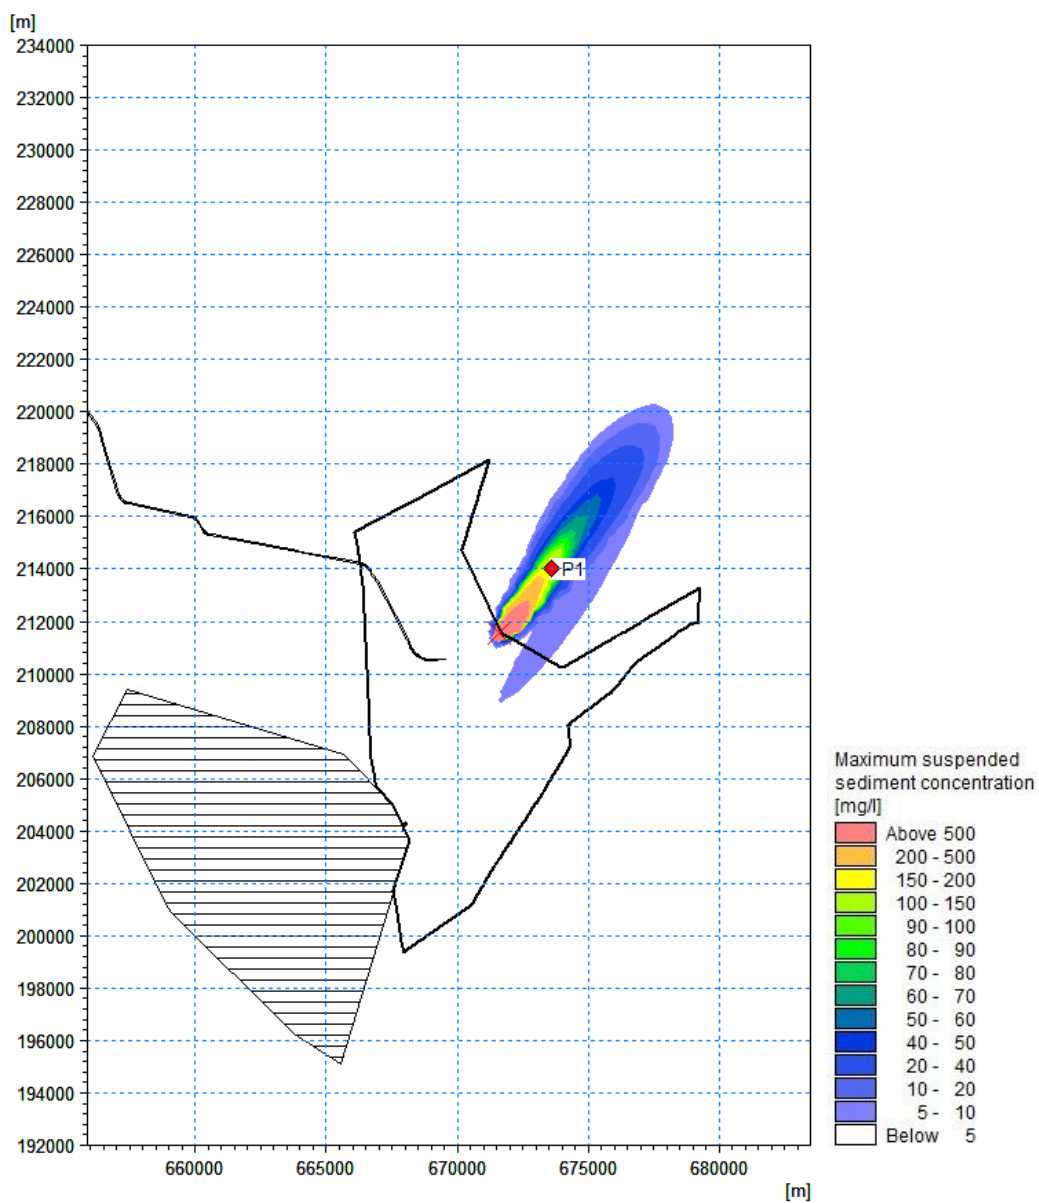 [m]
234000
232000
230000
228000
226000
224000
222000
220000
218000
216000
214000
212000
210000
208000
206000
204000
202000
200000
198000
196000
194000
192000
P1
660000 665000 670000 675000 680000
[m]
Maximum suspended
sediment concentration
[mg/l]
Above 500
200 - 500
150 - 200
100 - 150
90 - 100
80 - 90
70 - 80
60 - 70
50 - 60
40 - 50
20 - 40
10 - 20
5 - 10
Below 5